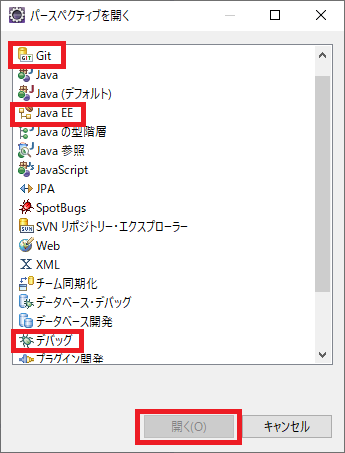 パースペクティブを開く
Git
Java
Java (デフォルト)
Java EE
Java の型階層
Java 参照
JavaScript
JPA
SpotBugs
SVN リポジトリー・エクスプローラー
Web
XML
チーム同期化
データベース・デバッグ
データベース開発
デバッグ
プラグイン開発
開く(O)
キャンセル